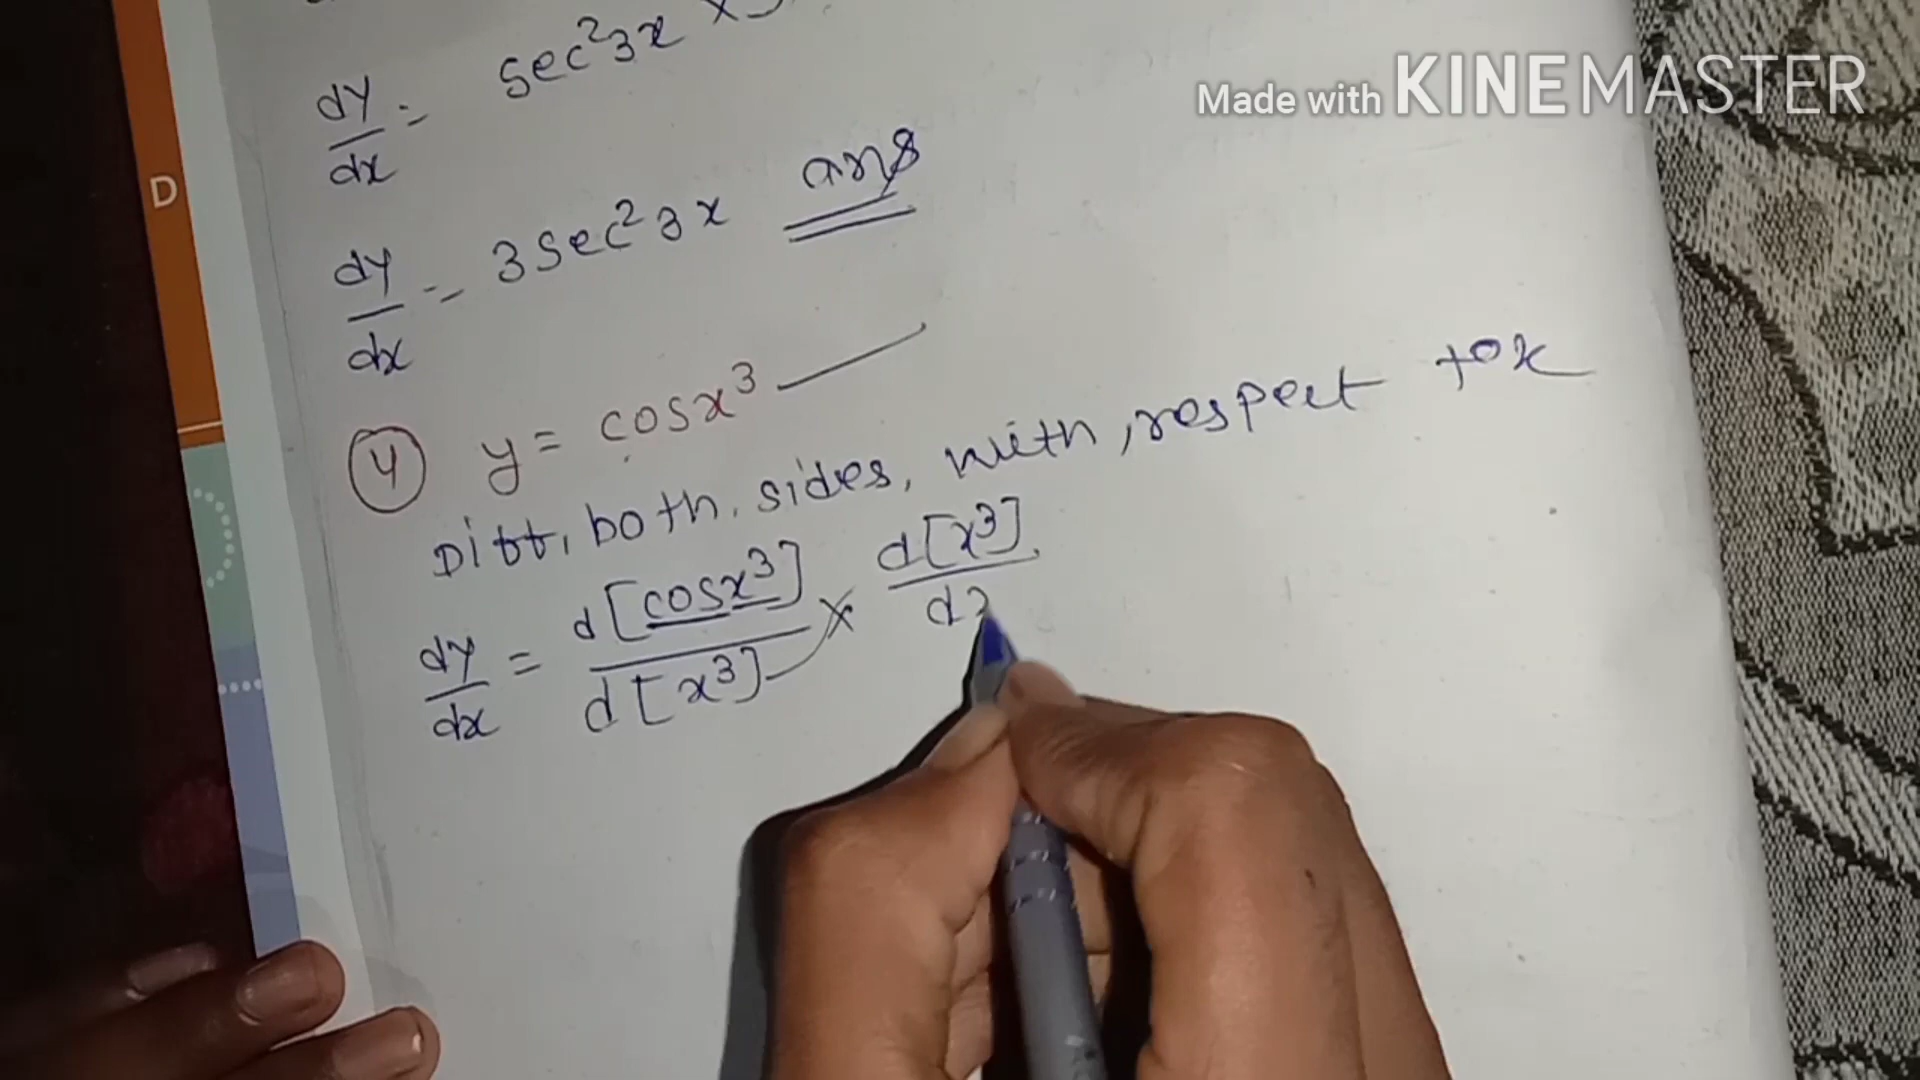 Made with KINEMASTER
dy/dx = sec²3x ×
D
dy/dx = 3sec²3x ans
④ y = cosx³
Diff, both, sides, with, respect to x
dy/dx = d[cosx³]/d[x³] × d[x³]/dx